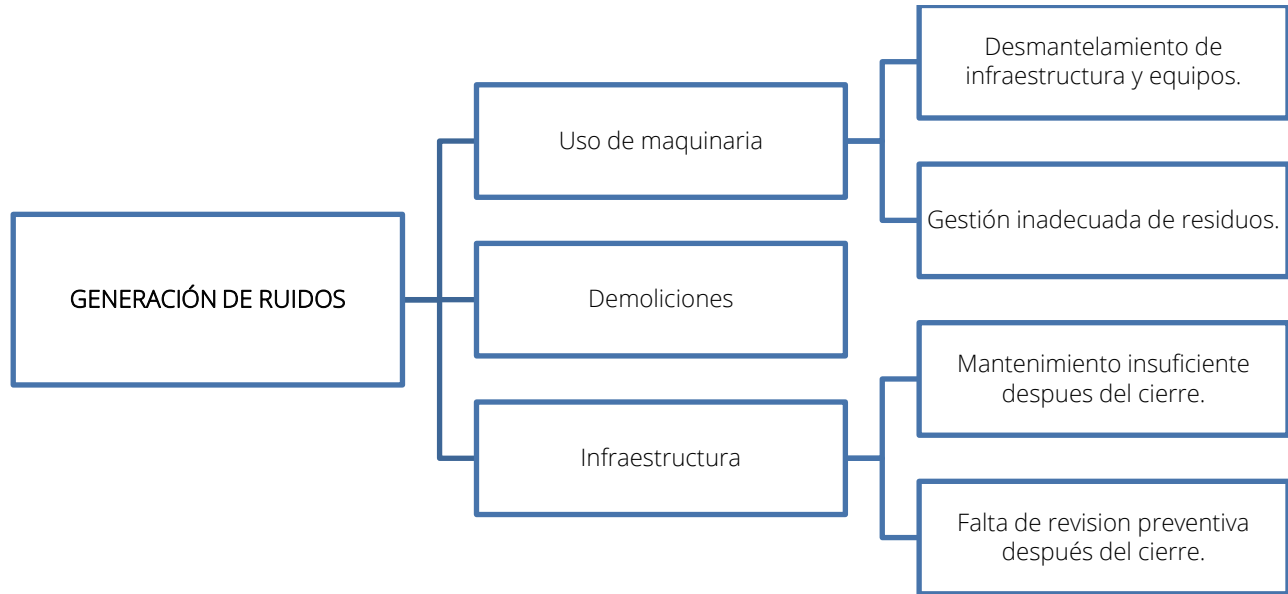 GENERACIÓN DE RUIDOS
Uso de maquinaria
Desmantelamiento de
infraestructura y equipos.
Gestión inadecuada de residuos.
Demoliciones
Infraestructura
Mantenimiento insuficiente
despues del cierre.
Falta de revision preventiva
después del cierre.